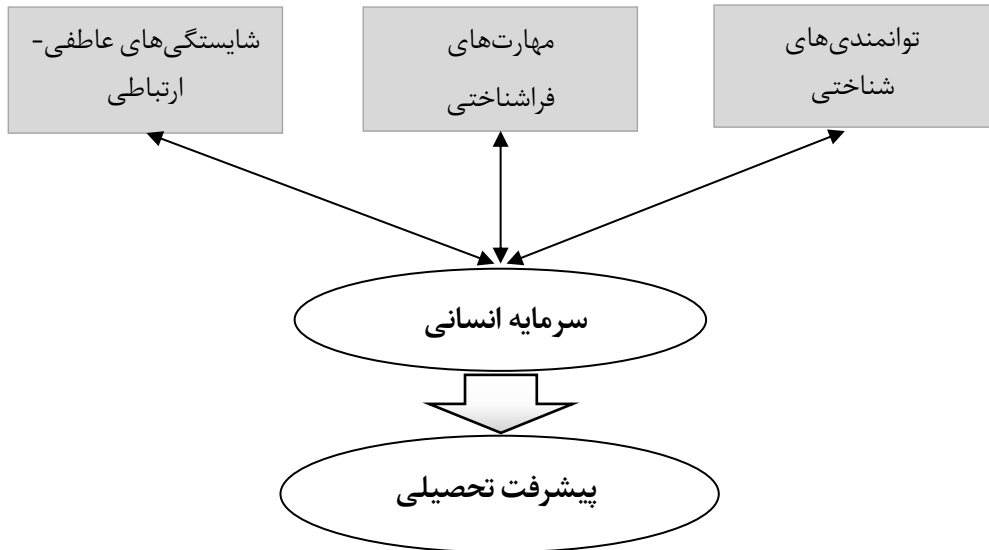 توانمندی‌های
شناختی
مهارت‌های
فراشناختی
شایستگی‌های عاطفی-
ارتباطی
سرمایه انسانی
پیشرفت تحصیلی